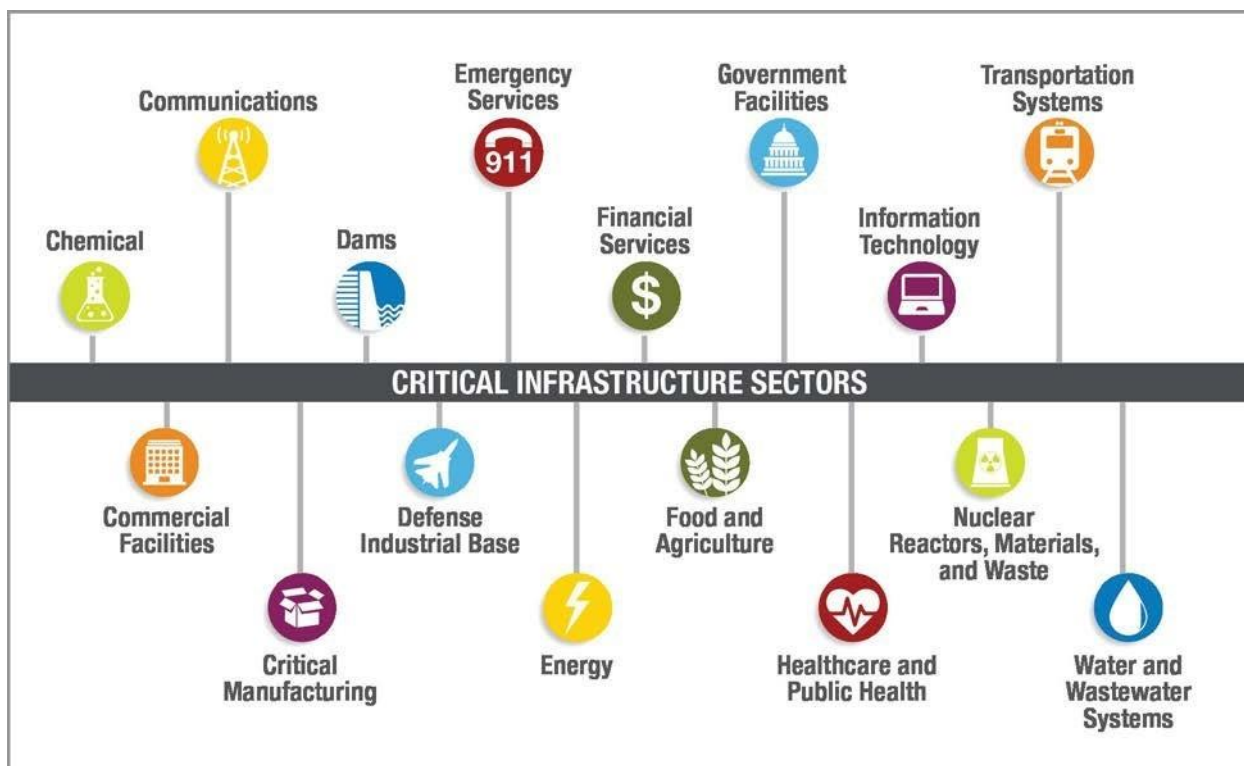 Communications
Emergency
Services
911
Government
Facilities
Transportation
Systems
Chemical
Dams
Financial
Services
$
Information
Technology
CRITICAL INFRASTRUCTURE SECTORS
Commercial
Facilities
Defense
Industrial Base
Food and
Agriculture
Nuclear
Reactors, Materials,
and Waste
Critical
Manufacturing
Energy
Healthcare and
Public Health
Water and
Wastewater
Systems